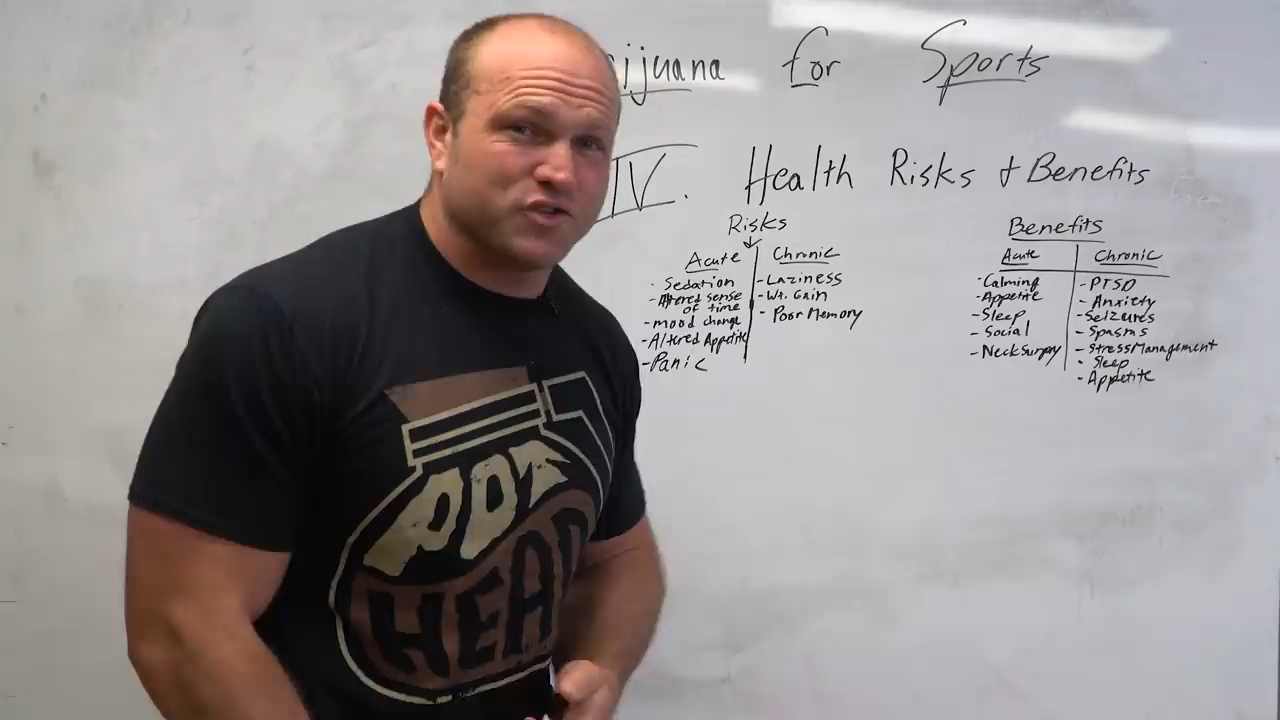 ijuana for Sports
IV. Health Risks + Benefits
Risks
Acute
Chronic
- Sedation
- Altered sense
of time
- mood change
- Altered Appetite
- Panic
- Laziness
- Wt. Gain
- Poor Memory
Benefits
Acute
Chronic
- Calming
- Appetite
- Sleep
- Social
- Neck Surgry
- PTSD
- Anxiety
- Seizures
- Spasms
- Stress Management
- Sleep
- Appetite
POT
HEAD